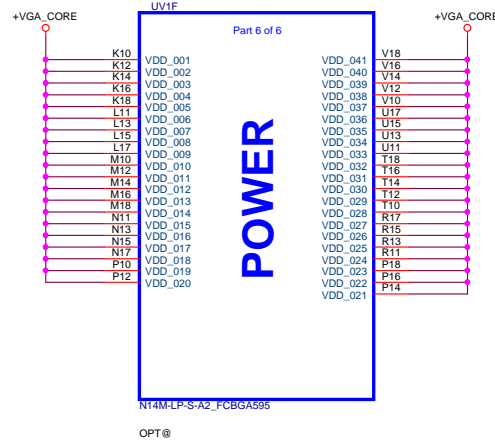 UV1F
+VGA_CORE
+VGA_CORE
Part 6 of 6
K10 VDD_001
K12 VDD_002
K14 VDD_003
K16 VDD_004
K18 VDD_005
L11 VDD_006
L13 VDD_007
L15 VDD_008
L17 VDD_009
M10 VDD_010
M12 VDD_011
M14 VDD_012
M16 VDD_013
M18 VDD_014
N11 VDD_015
N13 VDD_016
N15 VDD_017
N17 VDD_018
P10 VDD_019
P12 VDD_020
POWER
VDD_041 V18
VDD_040 V16
VDD_039 V14
VDD_038 V12
VDD_037 V10
VDD_036 U17
VDD_035 U15
VDD_034 U13
VDD_033 U11
VDD_032 T18
VDD_031 T16
VDD_030 T14
VDD_029 T12
VDD_028 T10
VDD_027 R17
VDD_026 R15
VDD_025 R13
VDD_024 R11
VDD_023 P18
VDD_022 P16
VDD_021 P14
N14M-LP-S-A2_FCBGA595
OPT@